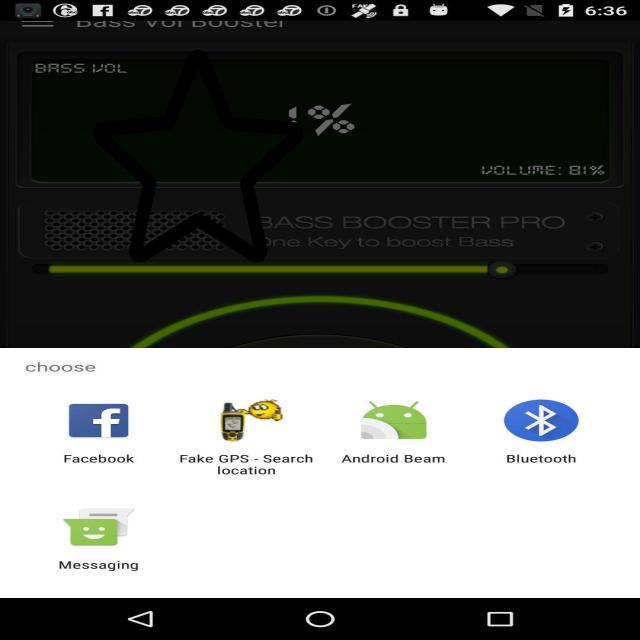 6:36
Bass Vol Booster
BASS VOL
1%
VOLUME: 81%
BASS BOOSTER PRO
One Key to boost Bass
choose
Facebook
Fake GPS - Search location
Android Beam
Bluetooth
Messaging